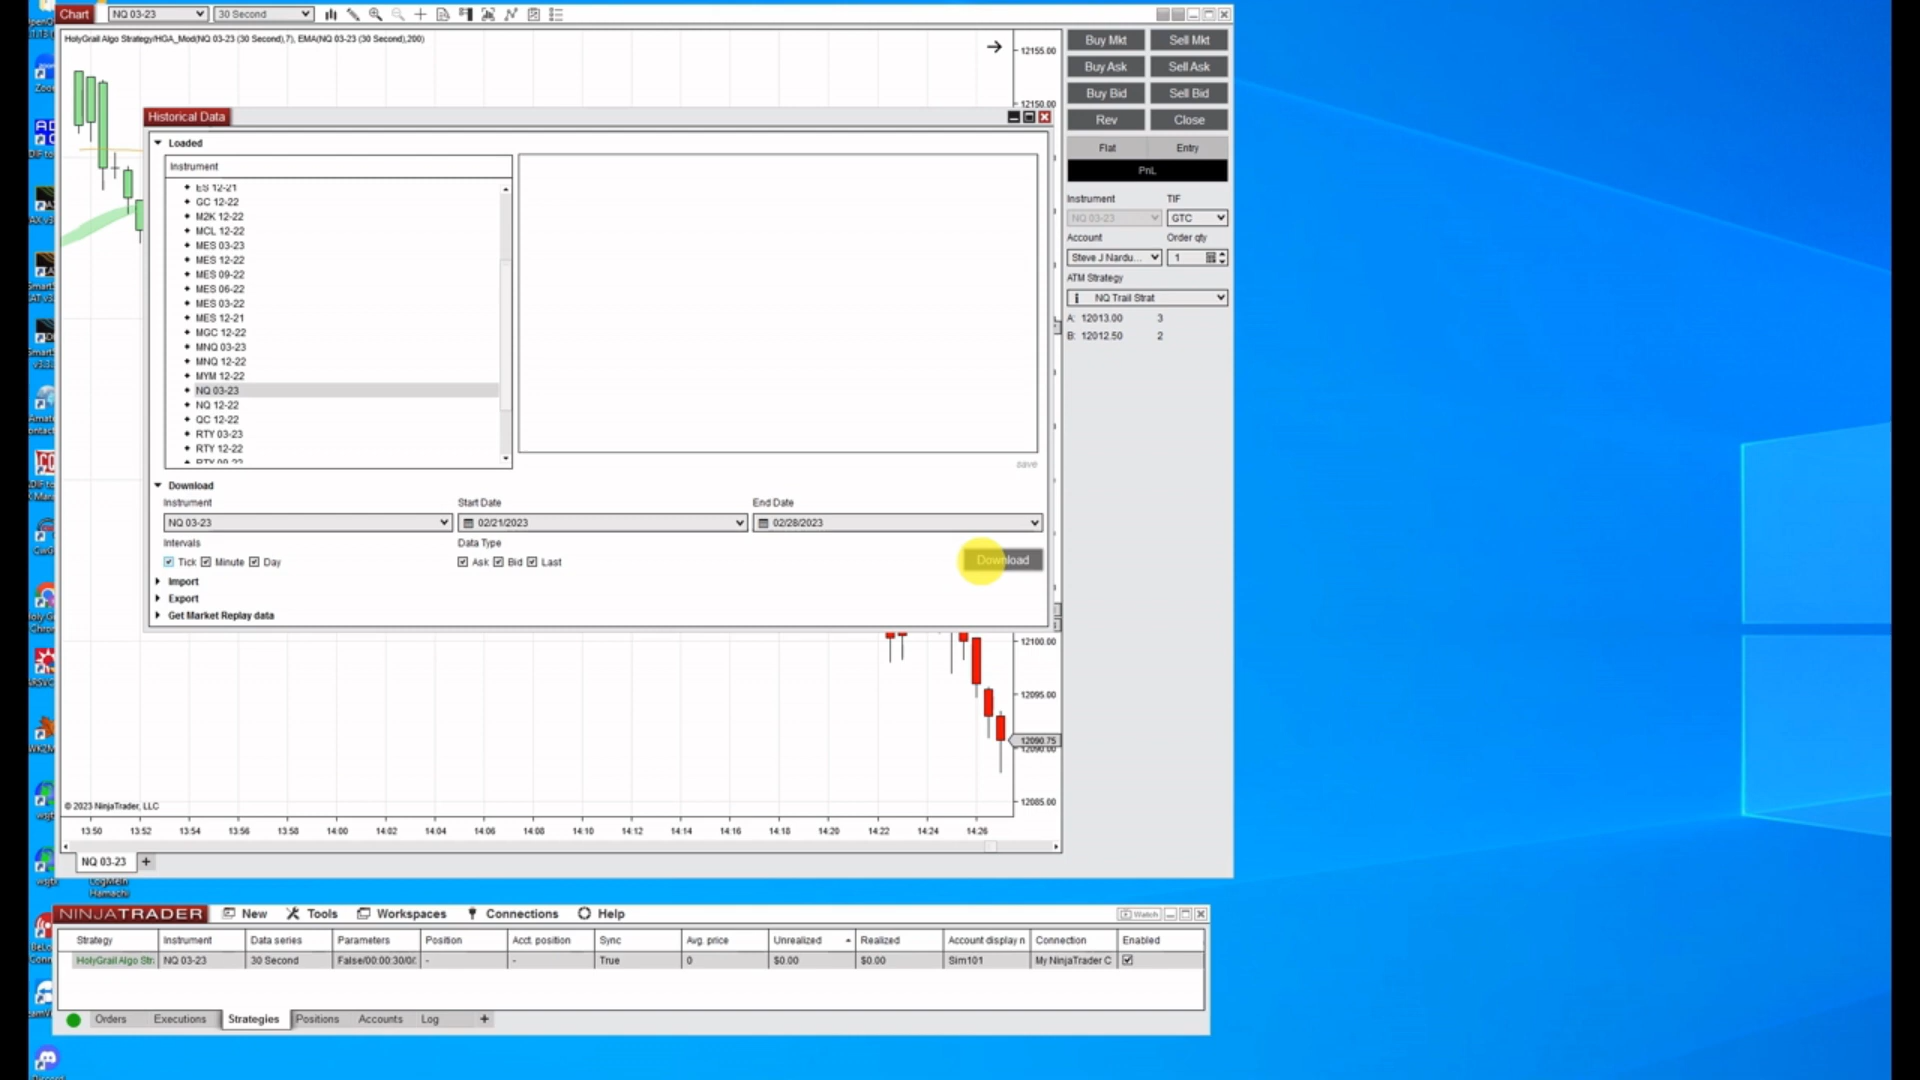 Chart NQ 03-23 30 Second
HolyGrail Algo Strategy/HGA_Mod(NQ 03-23 (30 Second),7), EMA(NQ 03-23 (30 Second),200)
12155.00
12150.00
Historical Data
Loaded
Instrument
ES 12-21
GC 12-22
M2K 12-22
MCL 12-22
MES 03-23
MES 12-22
MES 09-22
MES 06-22
MES 03-22
MES 12-21
MGC 12-22
MNQ 03-23
MNQ 12-22
MYM 12-22
NQ 03-23
NQ 12-22
QC 12-22
RTY 03-23
RTY 12-22
RTY 09-22
save
Download
Instrument Start Date End Date
NQ 03-23 02/21/2023 02/28/2023
Intervals Data Type
Tick Minute Day Ask Bid Last Download
Import
Export
Get Market Replay data
12100.00
12095.00
12090.75
12090.00
12085.00
© 2023 NinjaTrader, LLC
13:50 13:52 13:54 13:56 13:58 14:00 14:02 14:04 14:06 14:08 14:10 14:12 14:14 14:16 14:18 14:20 14:22 14:24 14:26
NQ 03-23 +
Buy Mkt Sell Mkt
Buy Ask Sell Ask
Buy Bid Sell Bid
Rev Close
Flat Entry
PnL
Instrument TIF
NQ 03-23 GTC
Account Order qty
Steve J Nardu... 1
ATM Strategy
NQ Trail Strat
A: 12013.00 3
B: 12012.50 2
LogMeIn
Hamachi
NINJATRADER New Tools Workspaces Connections Help Watch
Strategy Instrument Data series Parameters Position Acct. position Sync Avg. price Unrealized Realized Account display n Connection Enabled
HolyGrail Algo Str NQ 03-23 30 Second False/00:00:30/0/ - - True 0 $0.00 $0.00 Sim101 My NinjaTrader C
Orders Executions Strategies Positions Accounts Log +